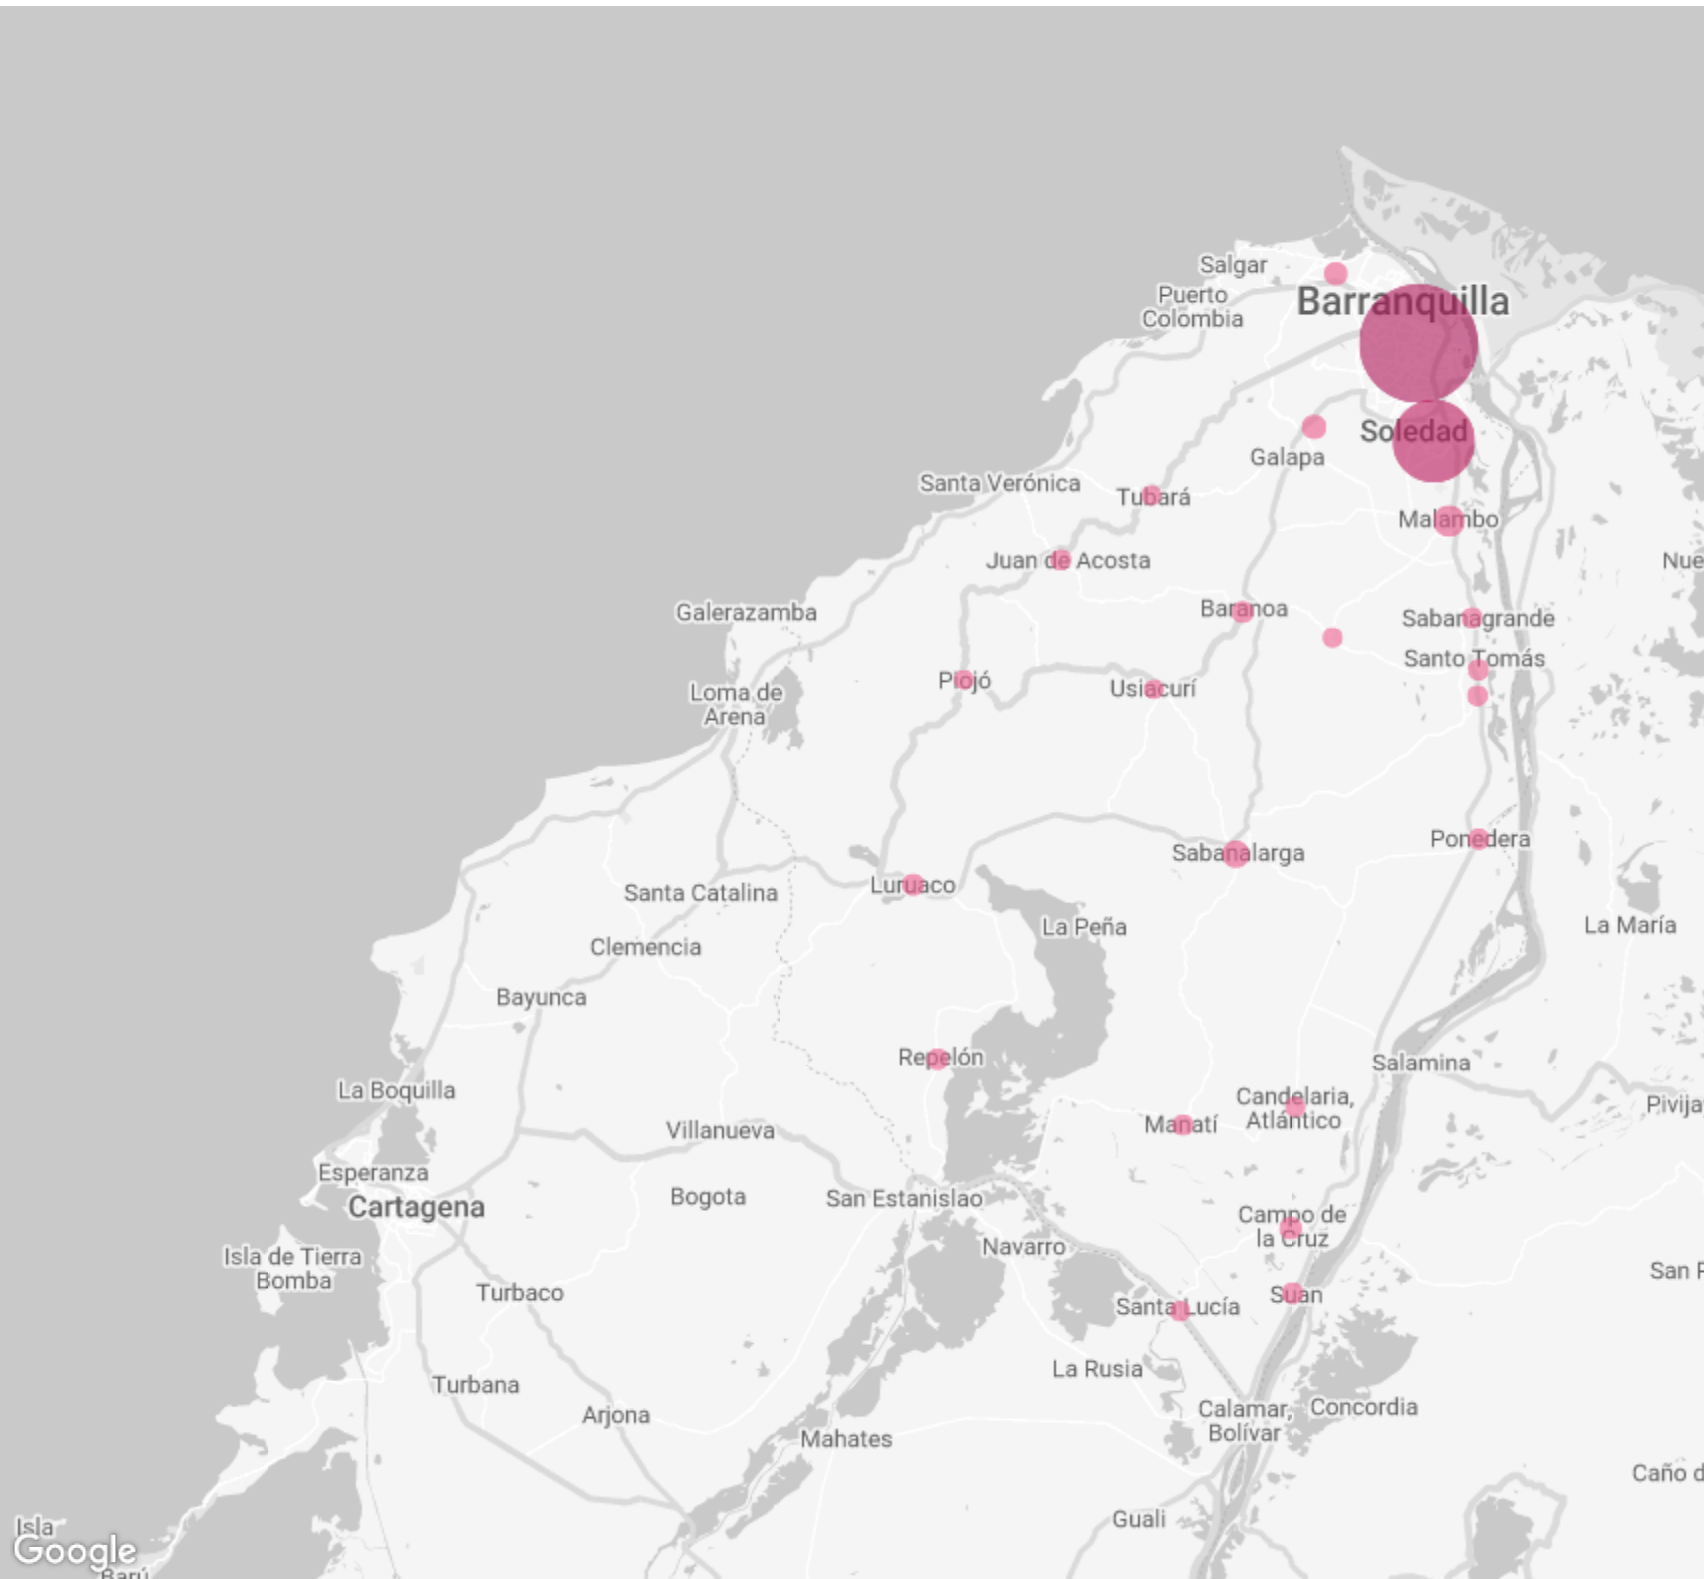 Salgar
Puerto
Colombia
Barranquilla
Soledad
Galapa
Santa Verónica
Tubará
Malambo
Juan de Acosta
Nue
Galerazamba
Baranoa
Sabanagrande
Santo Tomás
Piojó
Usiacurí
Loma de
Arena
Ponedera
Sabanalarga
Luruaco
Santa Catalina
La Peña
La María
Clemencia
Bayunca
Repelón
Salamina
La Boquilla
Candelaria,
Atlántico
Pivija
Manatí
Villanueva
Esperanza
Cartagena
Bogota
San Estanislao
Campo de
la Cruz
Navarro
Isla de Tierra
Bomba
San F
Turbaco
Suan
Santa Lucía
La Rusia
Turbana
Arjona
Calamar,
Bolívar
Concordia
Mahates
Caño d
Guali
Isla
Google
Barú